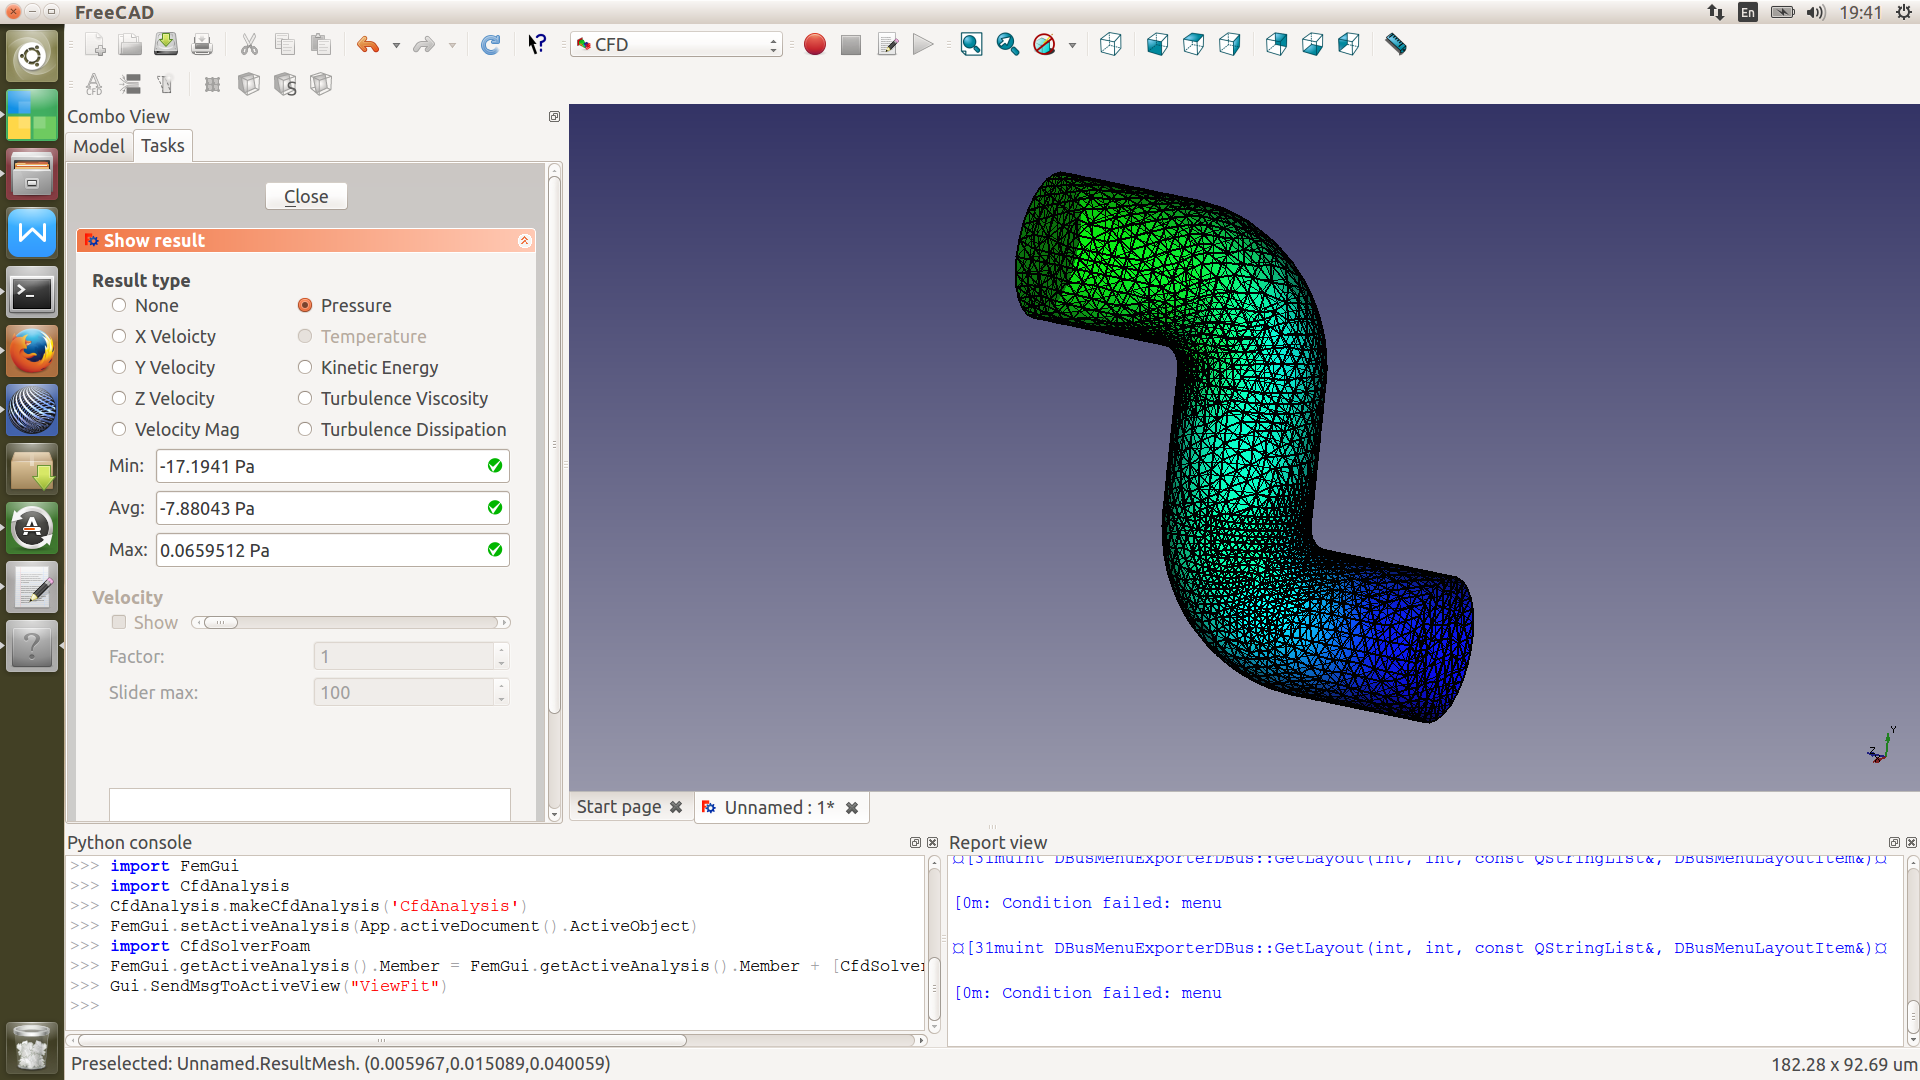 FreeCAD
En
19:41
CFD
Combo View
Model
Tasks
Close
Show result
Result type
None
Pressure
X Veloicty
Temperature
Y Velocity
Kinetic Energy
Z Velocity
Turbulence Viscosity
Velocity Mag
Turbulence Dissipation
Min: -17.1941 Pa
Avg: -7.88043 Pa
Max: 0.0659512 Pa
Velocity
Show
Factor: 1
Slider max: 100
Y
Z
Start page
Unnamed : 1*
Python console
>>> import FemGui
>>> import CfdAnalysis
>>> CfdAnalysis.makeCfdAnalysis('CfdAnalysis')
>>> FemGui.setActiveAnalysis(App.activeDocument().ActiveObject)
>>> import CfdSolverFoam
>>> FemGui.getActiveAnalysis().Member = FemGui.getActiveAnalysis().Member + [CfdSolver
>>> Gui.SendMsgToActiveView("ViewFit")
>>>
Report view
¤[31muint DBusMenuExporterDBus::GetLayout(int, int, const QStringList&, DBusMenuLayoutItem&)¤
[0m: Condition failed: menu
¤[31muint DBusMenuExporterDBus::GetLayout(int, int, const QStringList&, DBusMenuLayoutItem&)¤
[0m: Condition failed: menu
Preselected: Unnamed.ResultMesh. (0.005967,0.015089,0.040059)
182.28 x 92.69 um